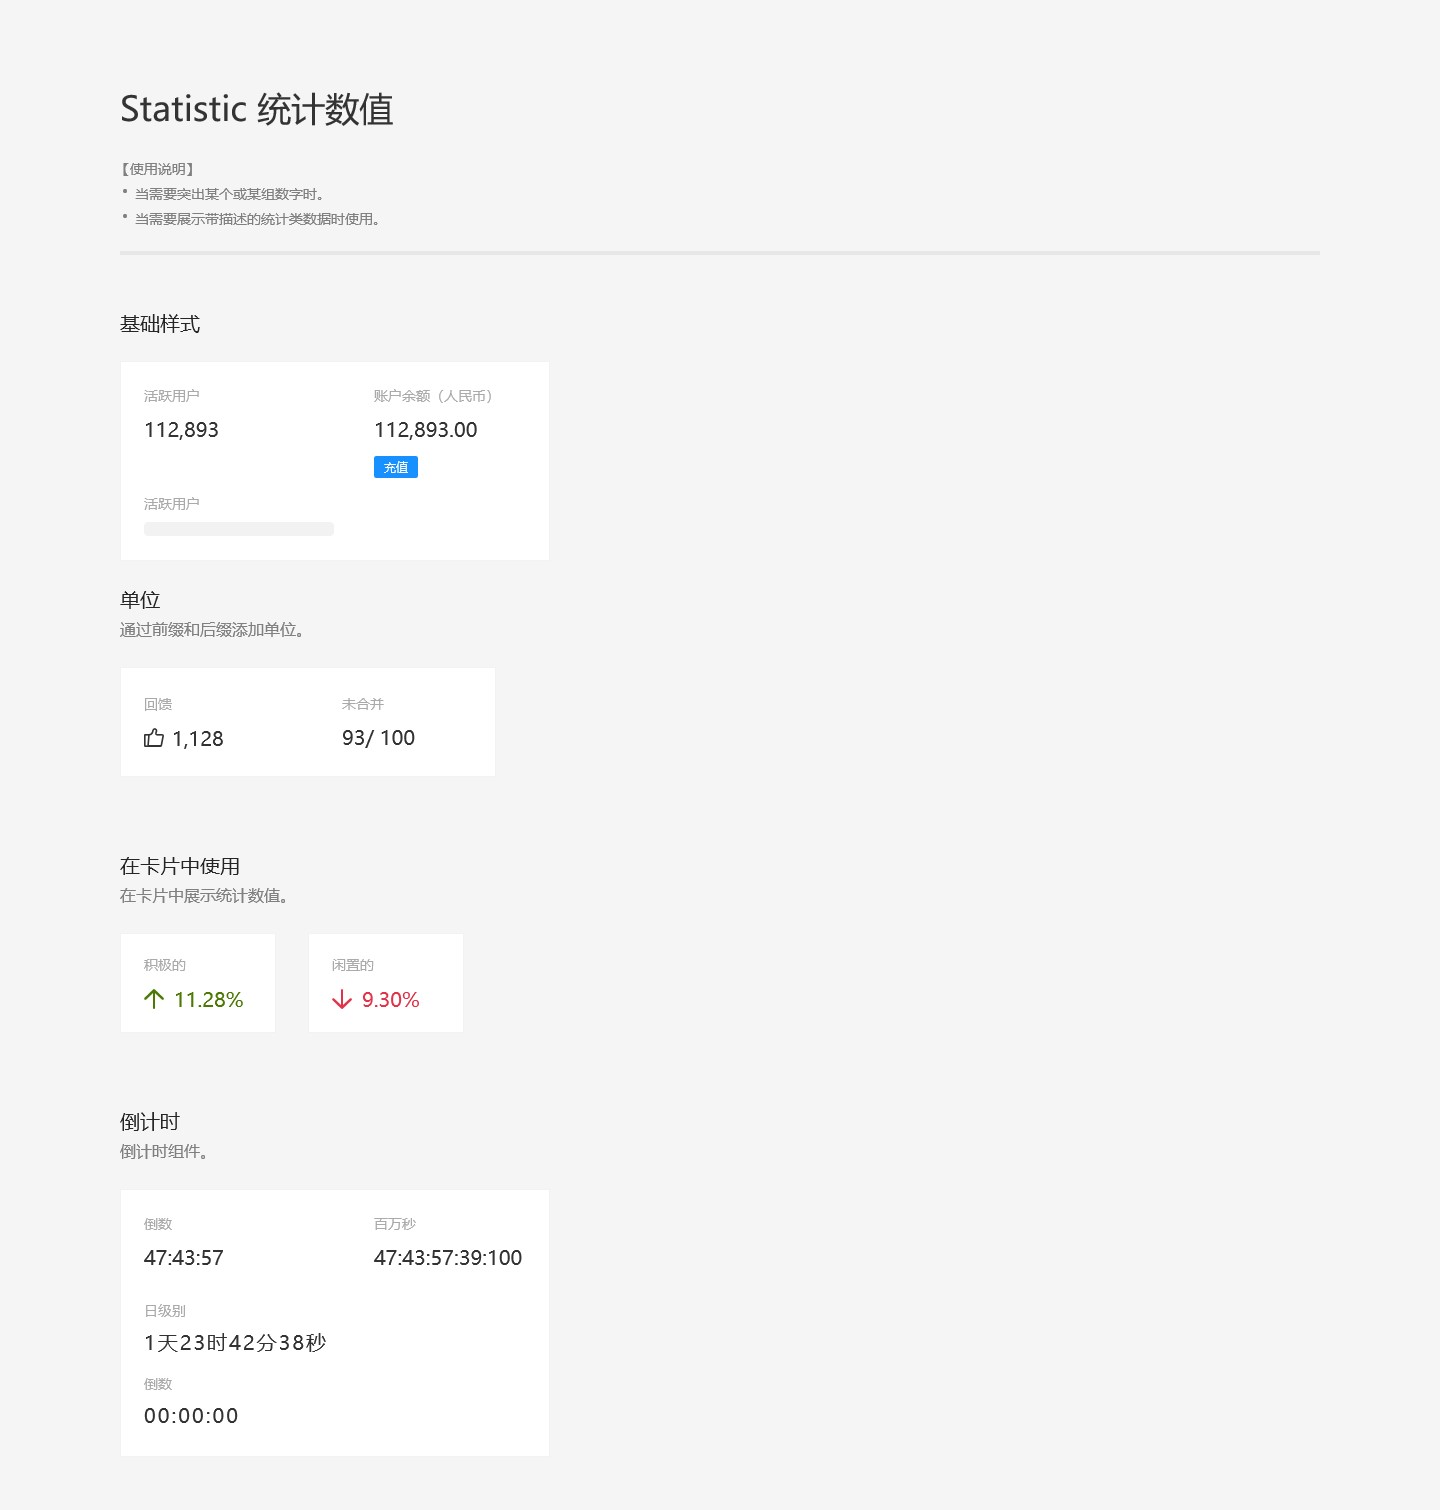 Statistic 统计数值
【使用说明】
• 当需要突出某个或某组数字时。
• 当需要展示带描述的统计类数据时使用。
基础样式
活跃用户
账户余额（人民币）
112,893
112,893.00
充值
活跃用户
单位
通过前缀和后缀添加单位。
回馈
未合并
1,128
93/ 100
在卡片中使用
在卡片中展示统计数值。
积极的
闲置的
11.28%
9.30%
倒计时
倒计时组件。
倒数
百万秒
47:43:57
47:43:57:39:100
日级别
1天23时42分38秒
倒数
00:00:00